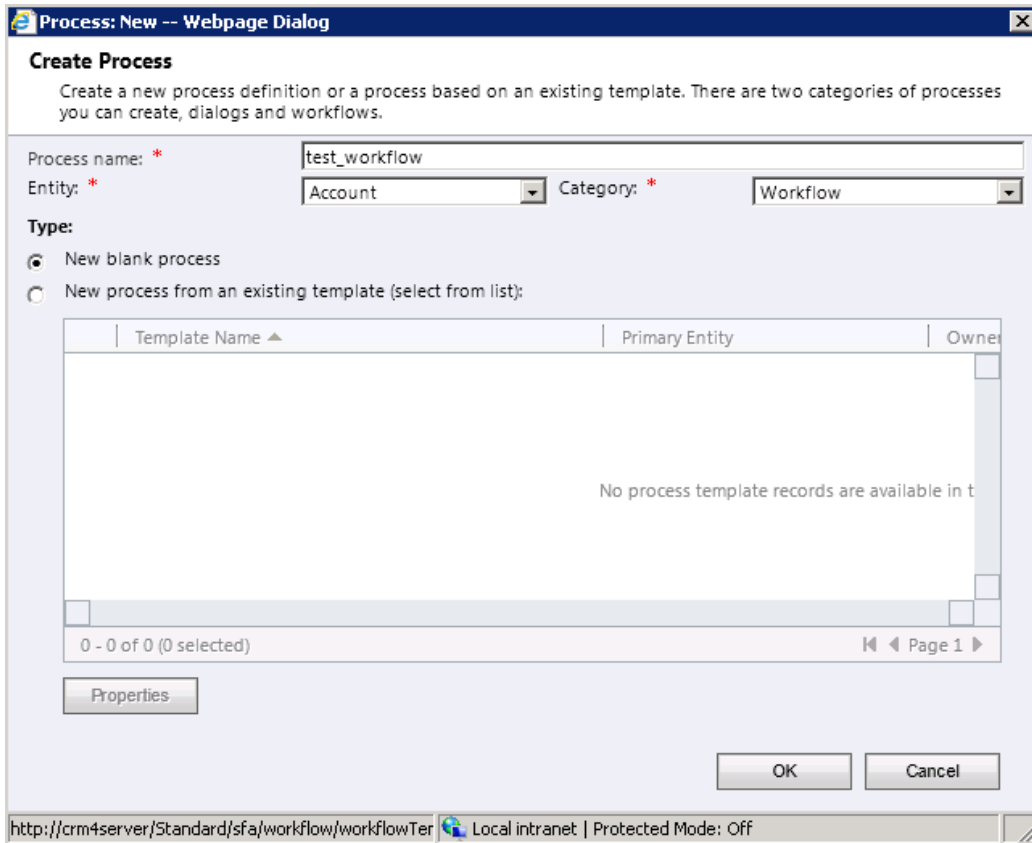 Process: New -- Webpage Dialog
Create Process
Create a new process definition or a process based on an existing template. There are two categories of processes
you can create, dialogs and workflows.
Process name: * test_workflow
Entity: * Account Category: * Workflow
Type:
New blank process
New process from an existing template (select from list):
Template Name Primary Entity Owner
No process template records are available in t
0 - 0 of 0 (0 selected) Page 1
Properties
OK Cancel
http://crm4server/Standard/sfa/workflow/workflowTer Local intranet | Protected Mode: Off